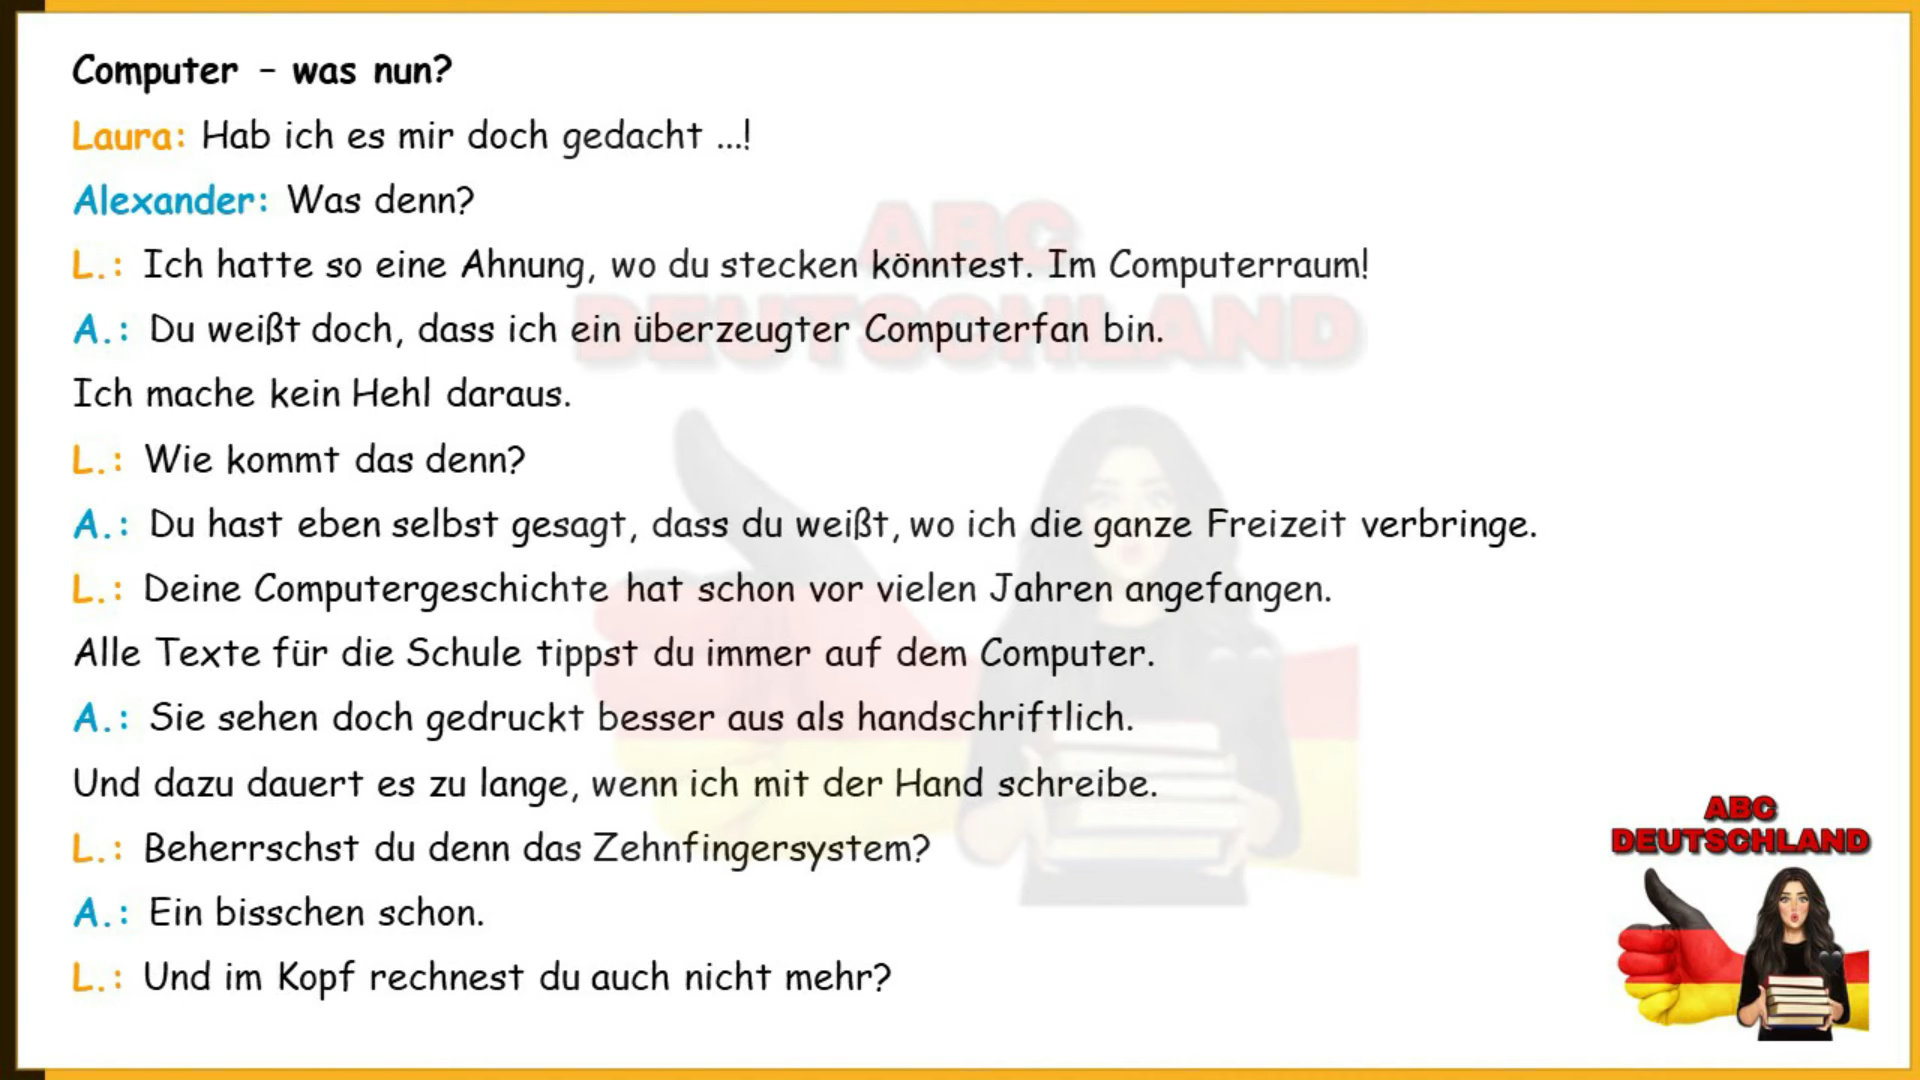 Computer – was nun?
Laura: Hab ich es mir doch gedacht ...!
Alexander: Was denn?
L.: Ich hatte so eine Ahnung, wo du stecken könntest. Im Computerraum!
A.: Du weißt doch, dass ich ein überzeugter Computerfan bin.
Ich mache kein Hehl daraus.
L.: Wie kommt das denn?
A.: Du hast eben selbst gesagt, dass du weißt, wo ich die ganze Freizeit verbringe.
L.: Deine Computergeschichte hat schon vor vielen Jahren angefangen.
Alle Texte für die Schule tippst du immer auf dem Computer.
A.: Sie sehen doch gedruckt besser aus als handschriftlich.
Und dazu dauert es zu lange, wenn ich mit der Hand schreibe.
L.: Beherrschst du denn das Zehnfingersystem?
A.: Ein bisschen schon.
L.: Und im Kopf rechnest du auch nicht mehr?
ABC
DEUTSCHLAND
ABC
DEUTSCHLAND